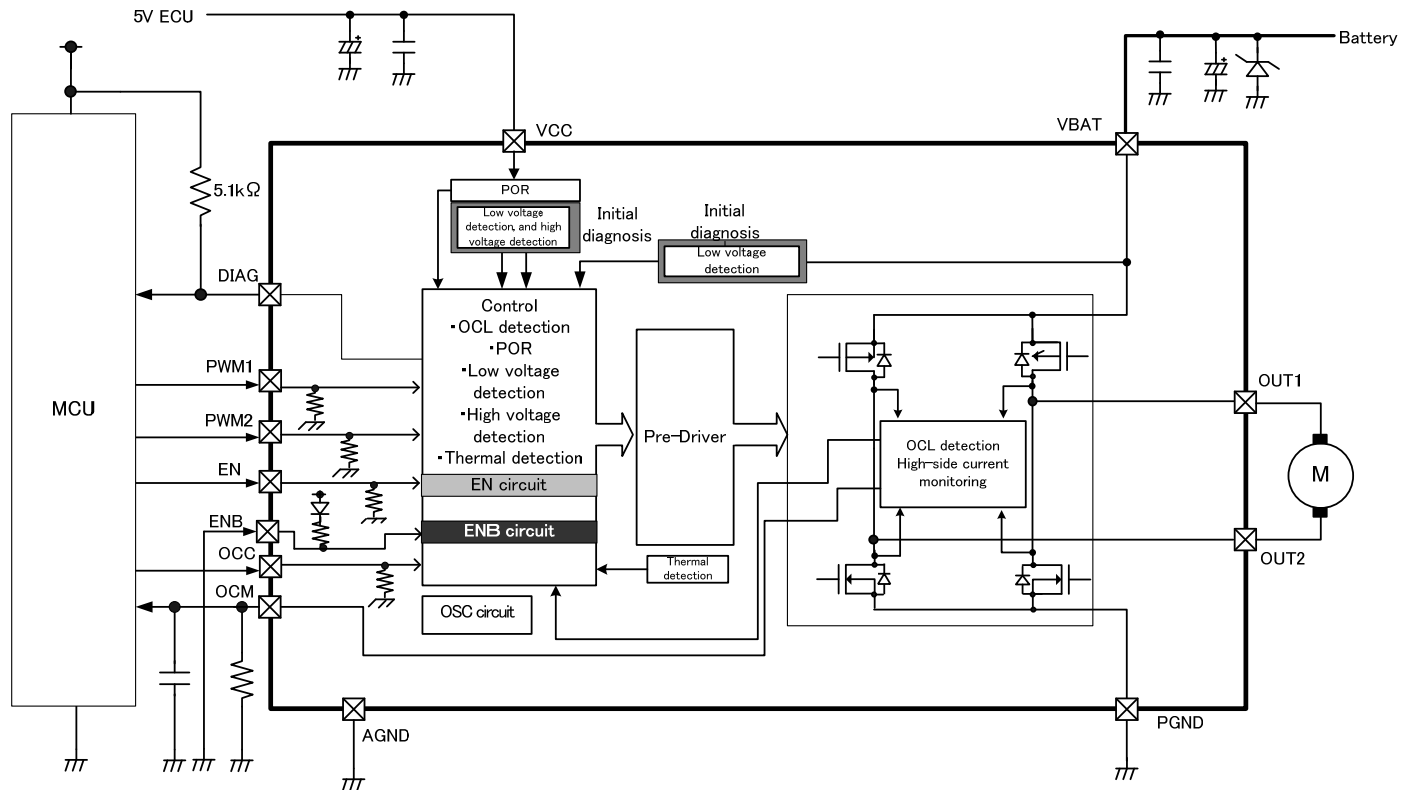 5V ECU
Battery
VCC
VBAT
POR
5.1kΩ
Low voltage
detection, and high
voltage detection
Initial
diagnosis
Initial
diagnosis
Low voltage
detection
DIAG
Control
・OCL detection
・POR
・Low voltage
detection
・High voltage
detection
・Thermal detection
EN circuit
ENB circuit
Pre-Driver
PWM1
MCU
PWM2
EN
ENB
OCC
OCM
OCL detection
High-side current
monitoring
OUT1
M
OUT2
Thermal
detection
OSC circuit
AGND
PGND